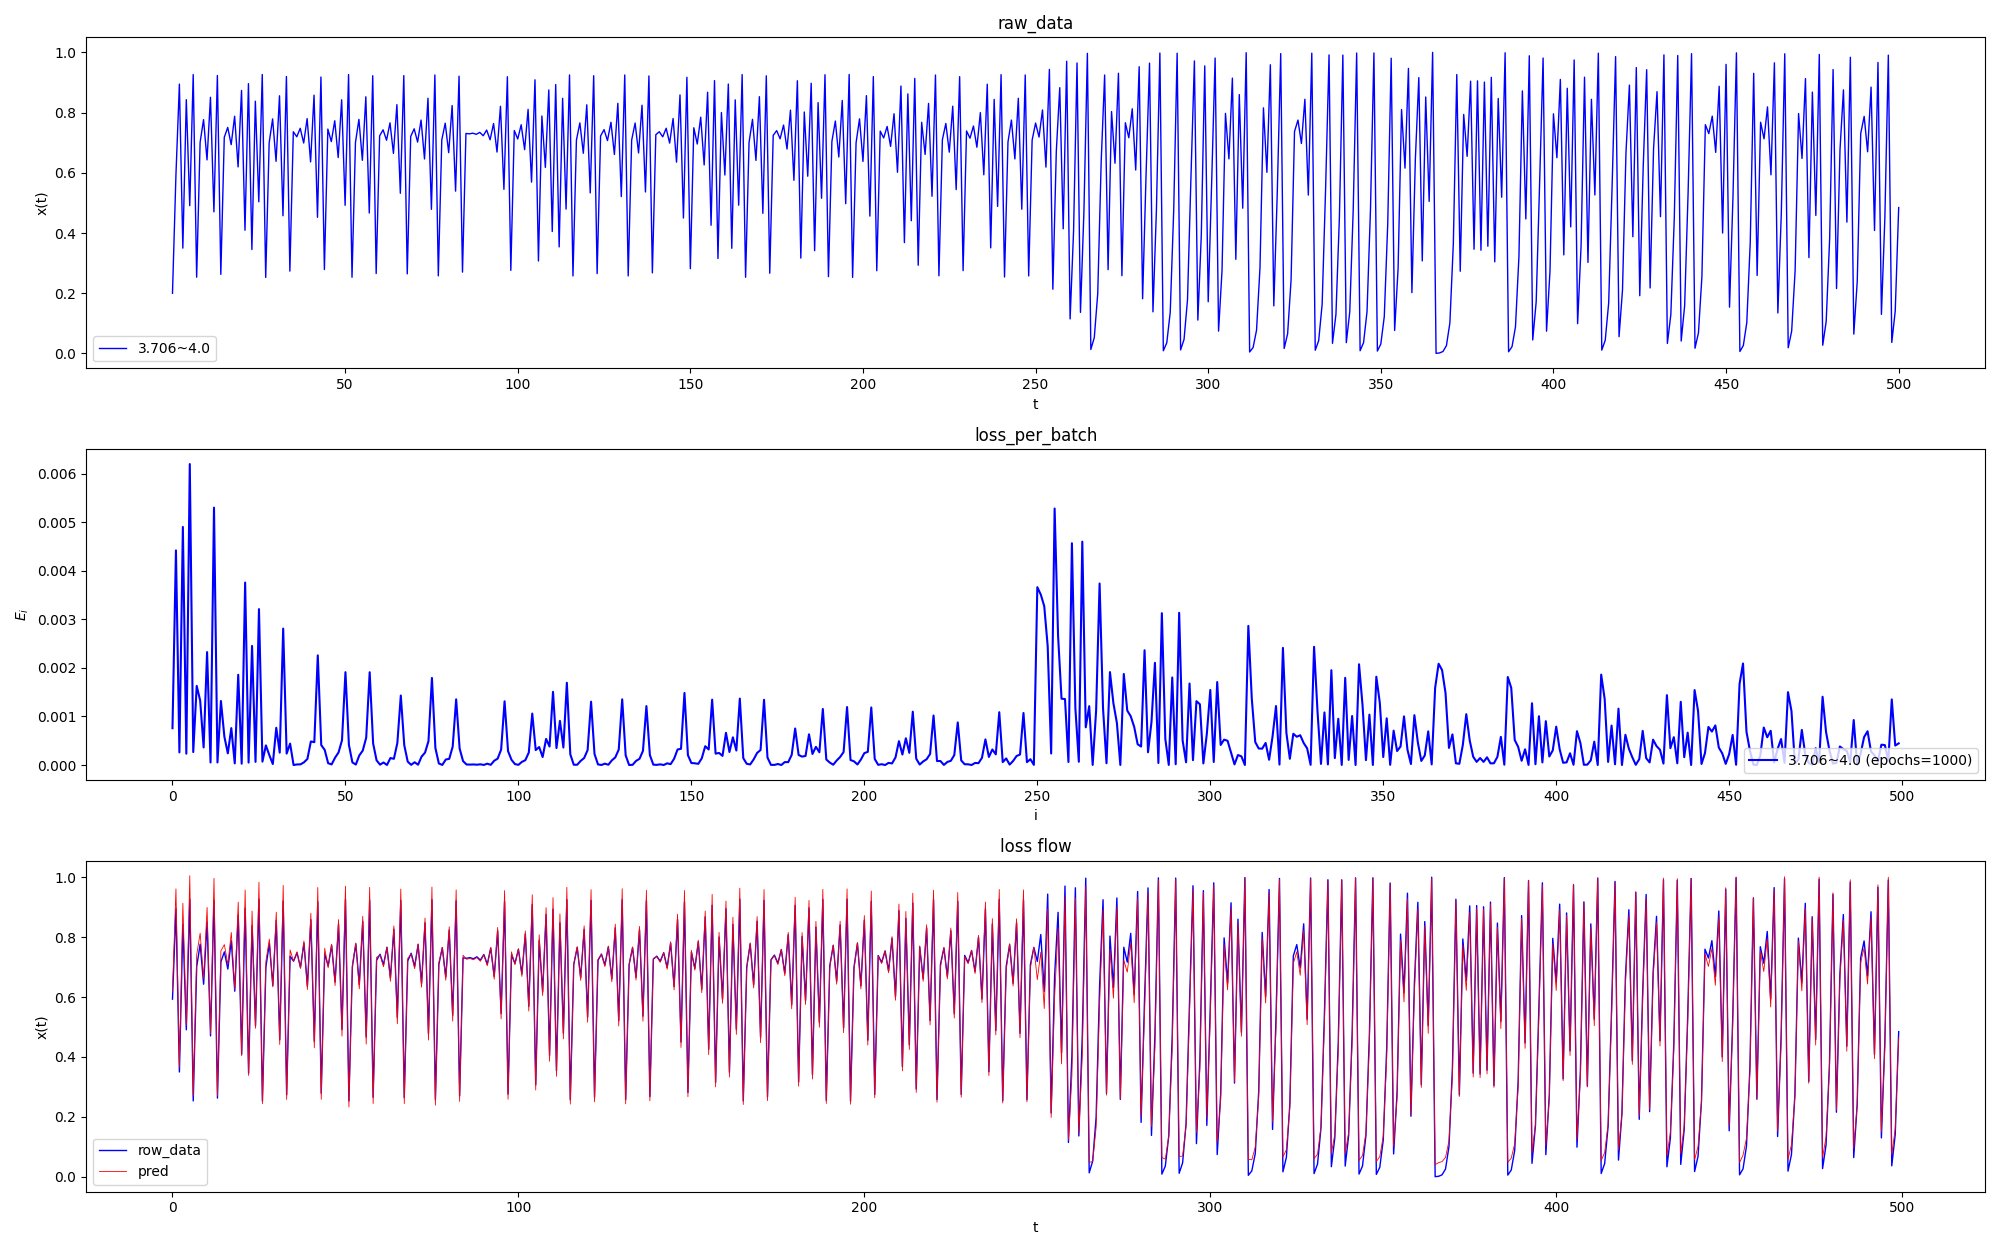 raw_data
1.0
0.8
0.6
0.4
0.2
0.0
x(t)
3.706~4.0
50 100 150 200 250 300 350 400 450 500
t
loss_per_batch
0.006
0.005
0.004
0.003
0.002
0.001
0.000
E_i
3.706~4.0 (epochs=1000)
0 50 100 150 200 250 300 350 400 450 500
i
loss flow
1.0
0.8
0.6
0.4
0.2
0.0
x(t)
row_data
pred
0 100 200 300 400 500
t